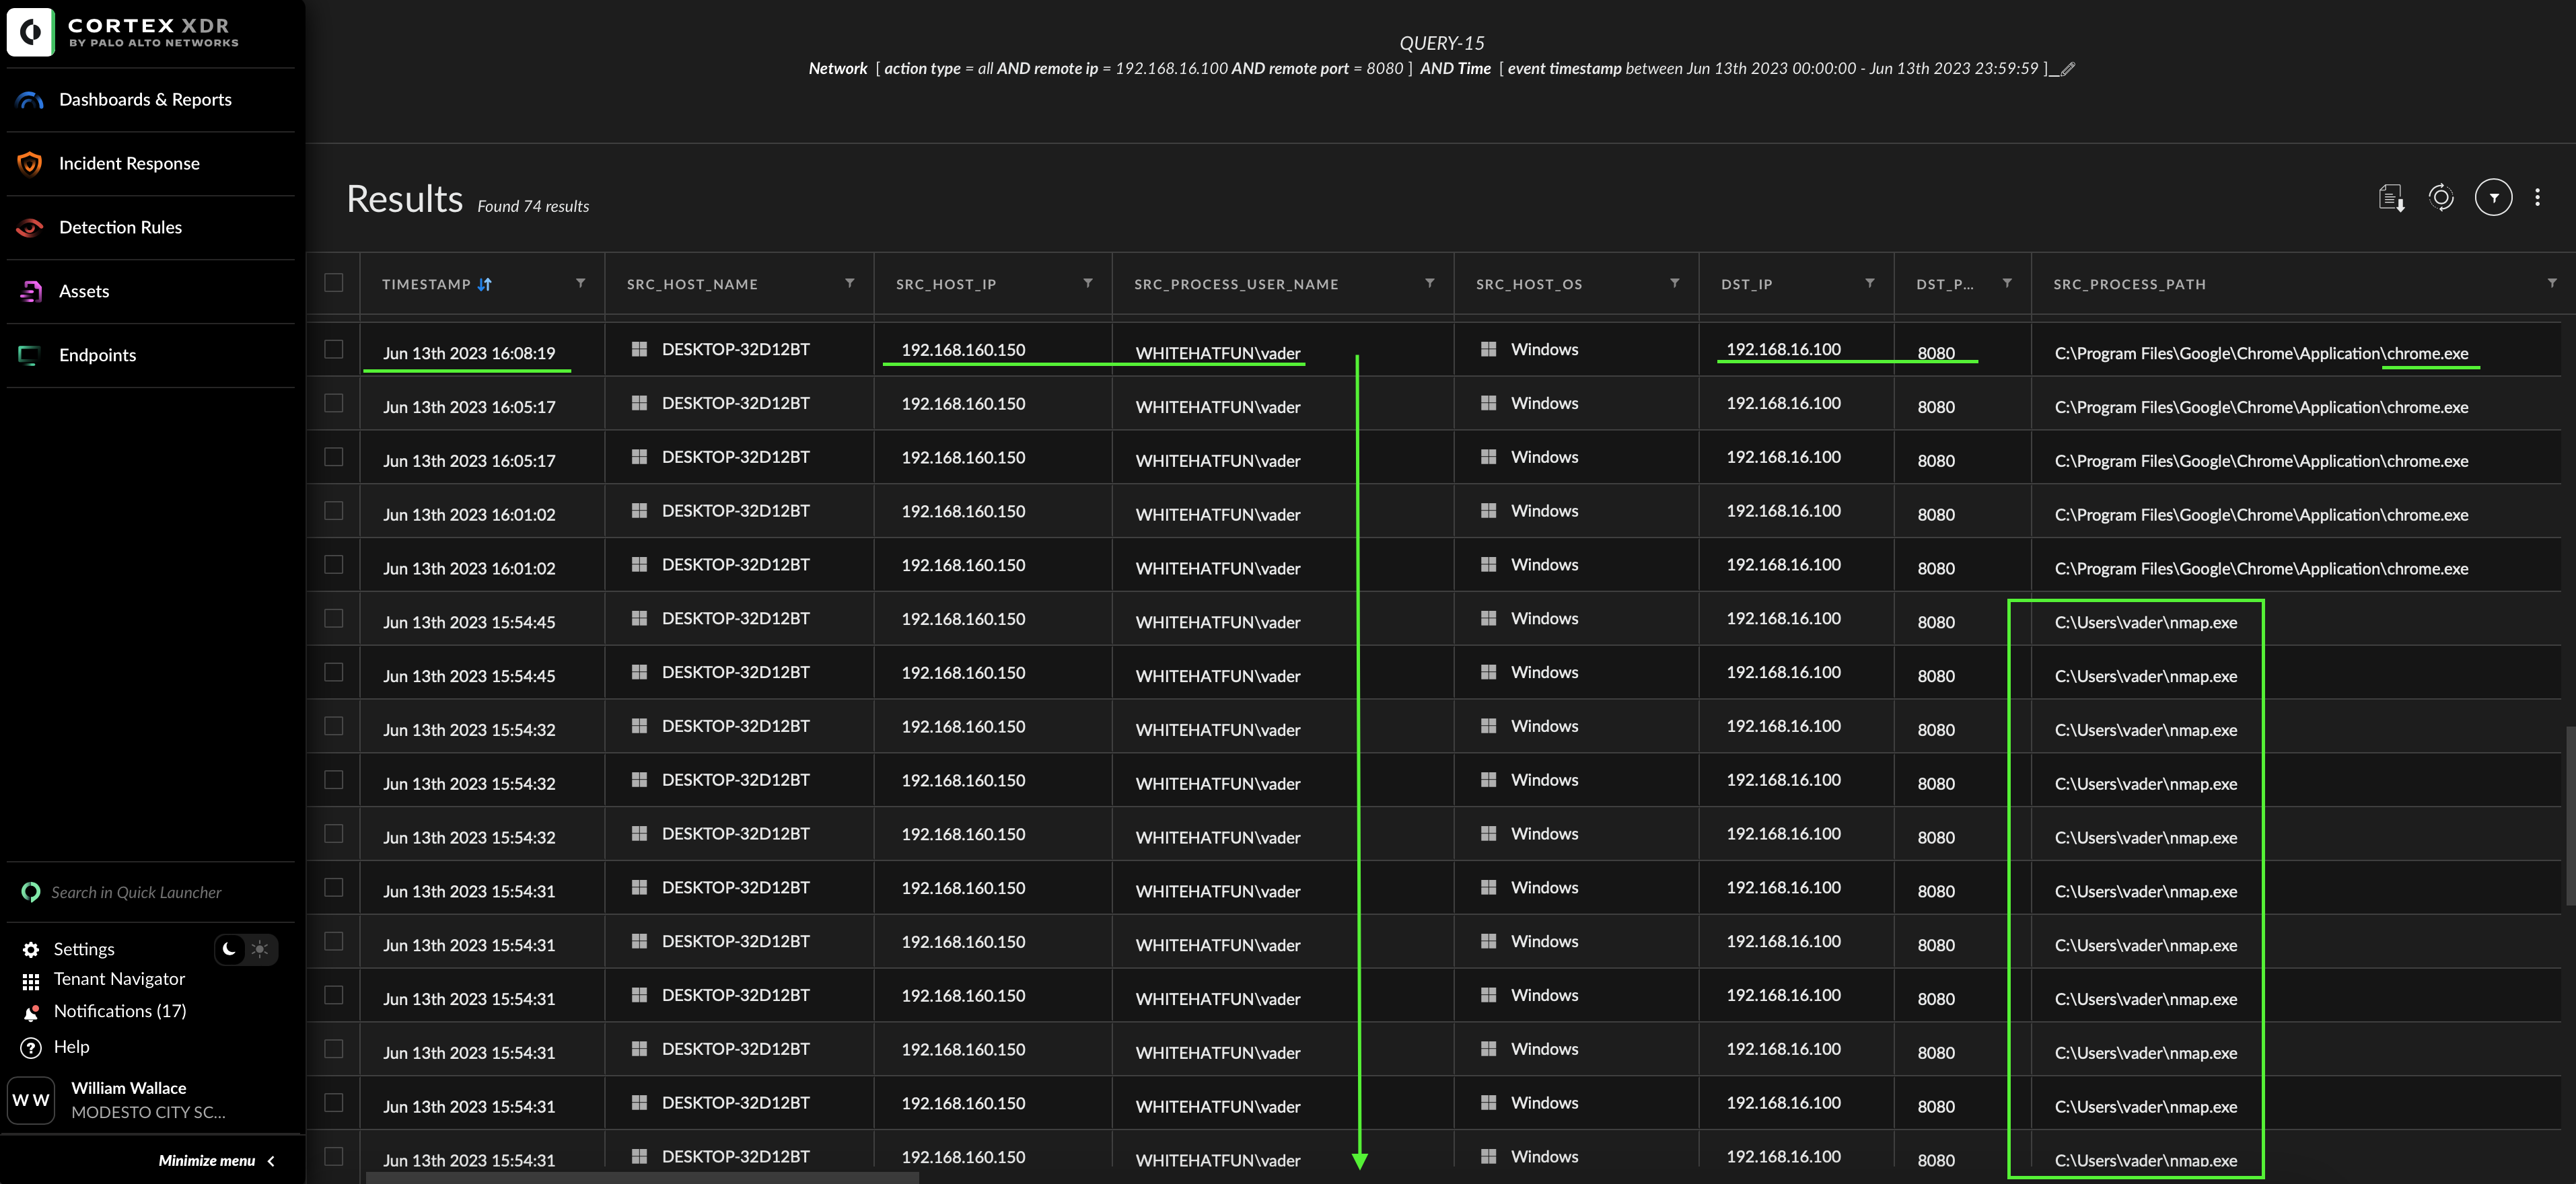 CORTEX XDR
BY PALO ALTO NETWORKS
Dashboards & Reports
Incident Response
Detection Rules
Assets
Endpoints
Search in Quick Launcher
Settings
Tenant Navigator
Notifications (17)
Help
W W
William Wallace
MODESTO CITY SC...
Minimize menu
QUERY-15
Network [ action type = all AND remote ip = 192.168.16.100 AND remote port = 8080 ] AND Time [ event timestamp between Jun 13th 2023 00:00:00 - Jun 13th 2023 23:59:59 ]
Results Found 74 results
TIMESTAMP SRC_HOST_NAME SRC_HOST_IP SRC_PROCESS_USER_NAME SRC_HOST_OS DST_IP DST_P... SRC_PROCESS_PATH
Jun 13th 2023 16:08:19 DESKTOP-32D12BT 192.168.160.150 WHITEHATFUN\vader Windows 192.168.16.100 8080 C:\Program Files\Google\Chrome\Application\chrome.exe
Jun 13th 2023 16:05:17 DESKTOP-32D12BT 192.168.160.150 WHITEHATFUN\vader Windows 192.168.16.100 8080 C:\Program Files\Google\Chrome\Application\chrome.exe
Jun 13th 2023 16:05:17 DESKTOP-32D12BT 192.168.160.150 WHITEHATFUN\vader Windows 192.168.16.100 8080 C:\Program Files\Google\Chrome\Application\chrome.exe
Jun 13th 2023 16:01:02 DESKTOP-32D12BT 192.168.160.150 WHITEHATFUN\vader Windows 192.168.16.100 8080 C:\Program Files\Google\Chrome\Application\chrome.exe
Jun 13th 2023 16:01:02 DESKTOP-32D12BT 192.168.160.150 WHITEHATFUN\vader Windows 192.168.16.100 8080 C:\Program Files\Google\Chrome\Application\chrome.exe
Jun 13th 2023 15:54:45 DESKTOP-32D12BT 192.168.160.150 WHITEHATFUN\vader Windows 192.168.16.100 8080 C:\Users\vader\nmap.exe
Jun 13th 2023 15:54:45 DESKTOP-32D12BT 192.168.160.150 WHITEHATFUN\vader Windows 192.168.16.100 8080 C:\Users\vader\nmap.exe
Jun 13th 2023 15:54:32 DESKTOP-32D12BT 192.168.160.150 WHITEHATFUN\vader Windows 192.168.16.100 8080 C:\Users\vader\nmap.exe
Jun 13th 2023 15:54:32 DESKTOP-32D12BT 192.168.160.150 WHITEHATFUN\vader Windows 192.168.16.100 8080 C:\Users\vader\nmap.exe
Jun 13th 2023 15:54:32 DESKTOP-32D12BT 192.168.160.150 WHITEHATFUN\vader Windows 192.168.16.100 8080 C:\Users\vader\nmap.exe
Jun 13th 2023 15:54:31 DESKTOP-32D12BT 192.168.160.150 WHITEHATFUN\vader Windows 192.168.16.100 8080 C:\Users\vader\nmap.exe
Jun 13th 2023 15:54:31 DESKTOP-32D12BT 192.168.160.150 WHITEHATFUN\vader Windows 192.168.16.100 8080 C:\Users\vader\nmap.exe
Jun 13th 2023 15:54:31 DESKTOP-32D12BT 192.168.160.150 WHITEHATFUN\vader Windows 192.168.16.100 8080 C:\Users\vader\nmap.exe
Jun 13th 2023 15:54:31 DESKTOP-32D12BT 192.168.160.150 WHITEHATFUN\vader Windows 192.168.16.100 8080 C:\Users\vader\nmap.exe
Jun 13th 2023 15:54:31 DESKTOP-32D12BT 192.168.160.150 WHITEHATFUN\vader Windows 192.168.16.100 8080 C:\Users\vader\nmap.exe
Jun 13th 2023 15:54:31 DESKTOP-32D12BT 192.168.160.150 WHITEHATFUN\vader Windows 192.168.16.100 8080 C:\Users\vader\nmap.exe